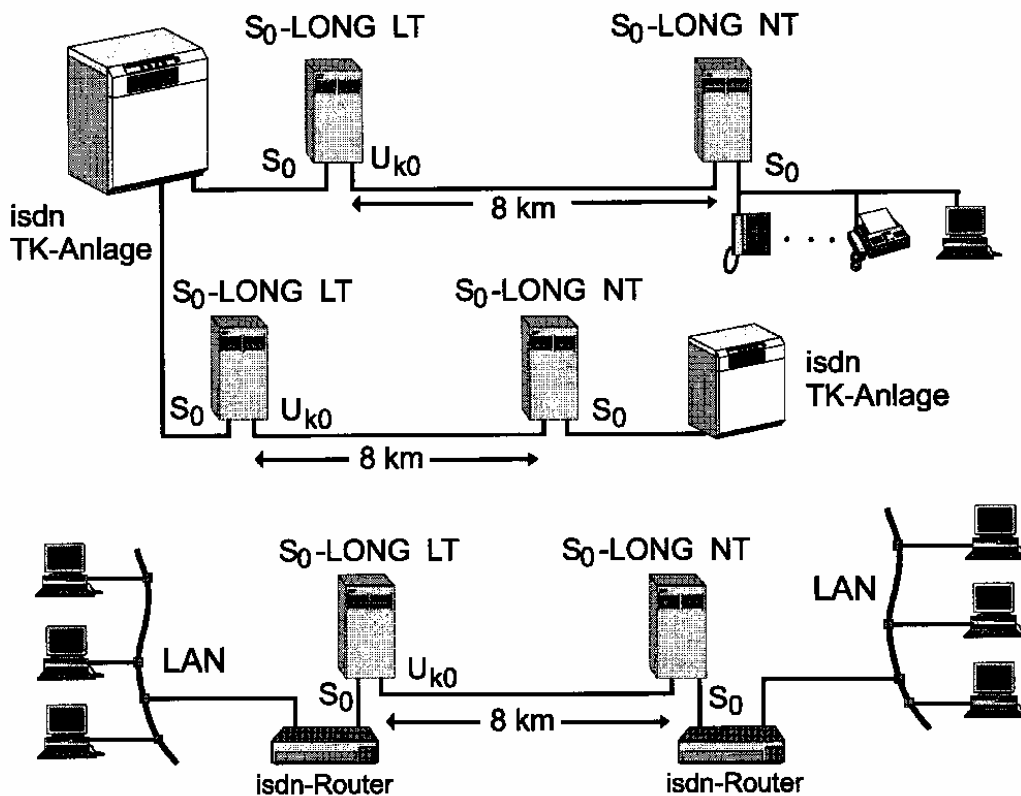 S₀-LONG LT
S₀-LONG NT
S₀
Uₖ₀
S₀
8 km
isdn
TK-Anlage
S₀-LONG LT
S₀-LONG NT
isdn
TK-Anlage
S₀
Uₖ₀
S₀
8 km
S₀-LONG LT
S₀-LONG NT
LAN
LAN
Uₖ₀
S₀
S₀
8 km
isdn-Router
isdn-Router